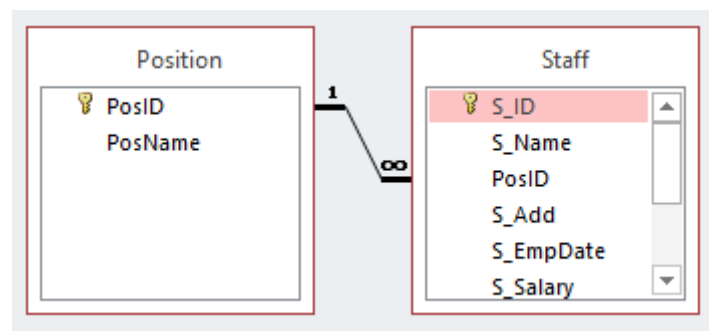 Position
PosID
PosName
1
∞
Staff
S_ID
S_Name
PosID
S_Add
S_EmpDate
S_Salary